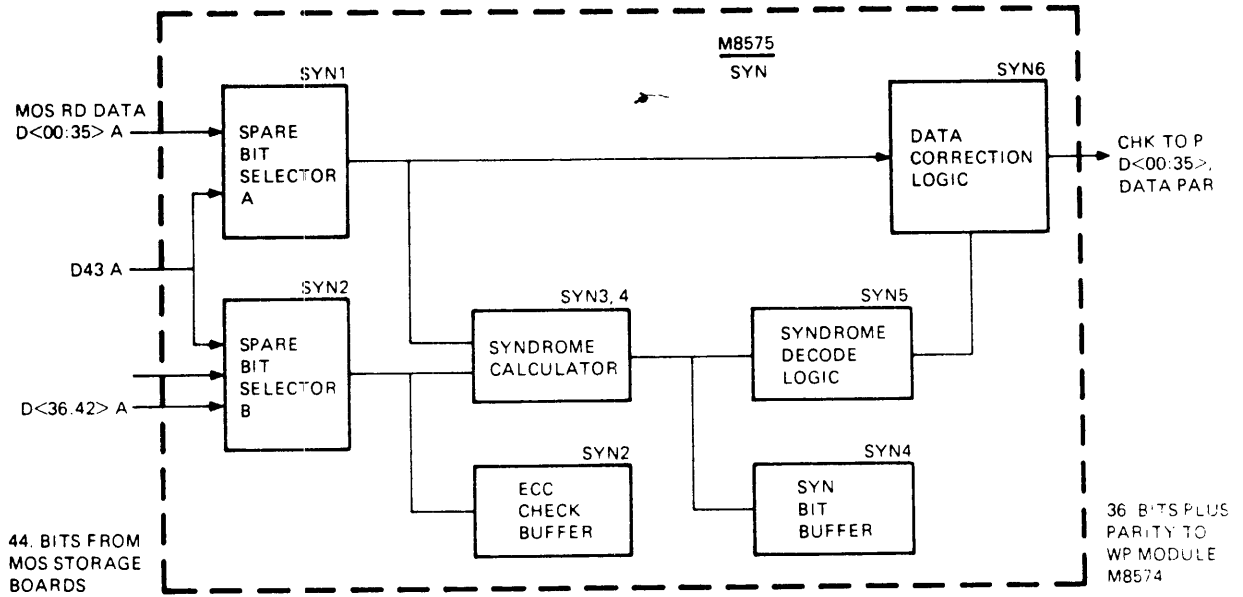 M8575
SYN
SYN1
SYN6
MOS RD DATA
D<00:35> A
SPARE
BIT
SELECTOR
A
DATA
CORRECTION
LOGIC
CHK TO P
D<00:35>,
DATA PAR
D43 A
SYN2
SYN3, 4
SYN5
SPARE
BIT
SELECTOR
B
SYNDROME
CALCULATOR
SYNDROME
DECODE
LOGIC
D<36.42> A
SYN2
SYN4
ECC
CHECK
BUFFER
SYN
BIT
BUFFER
44. BITS FROM
MOS STORAGE
BOARDS
36 BITS PLUS
PARITY TO
WP MODULE
M8574